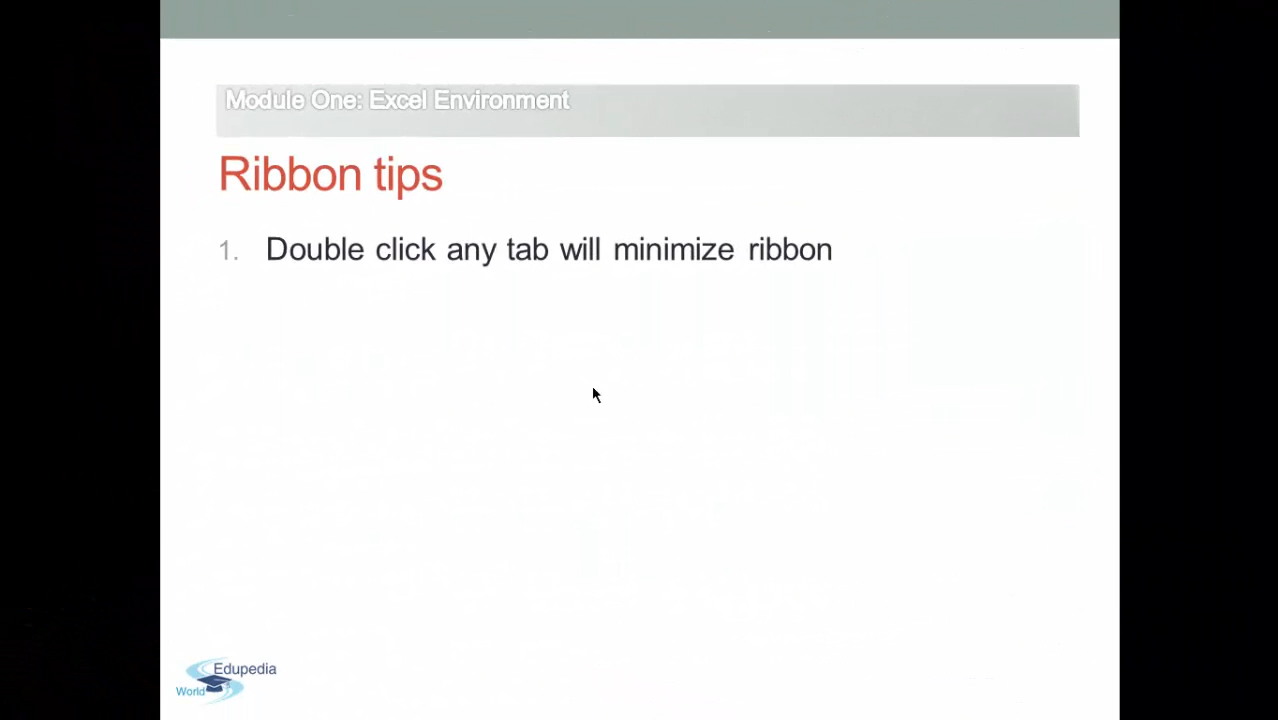 Module One: Excel Environment
Ribbon tips
1. Double click any tab will minimize ribbon
Edupedia
World